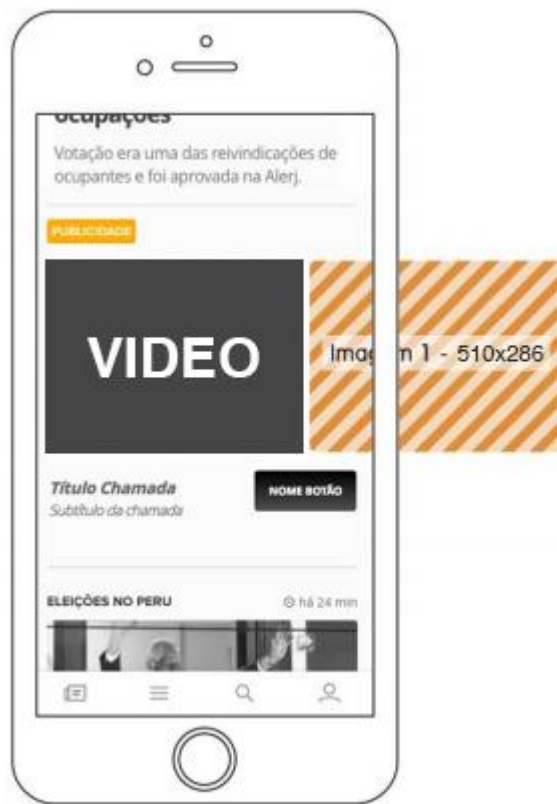 ocupações
Votação era uma das reivindicações de
ocupantes e foi aprovada na Alerj.
PUBLICIDADE
VIDEO
Imagem 1 - 510x286
Título Chamada
NOME BOTÃO
Subtítulo da chamada
ELEIÇÕES NO PERU
há 24 min